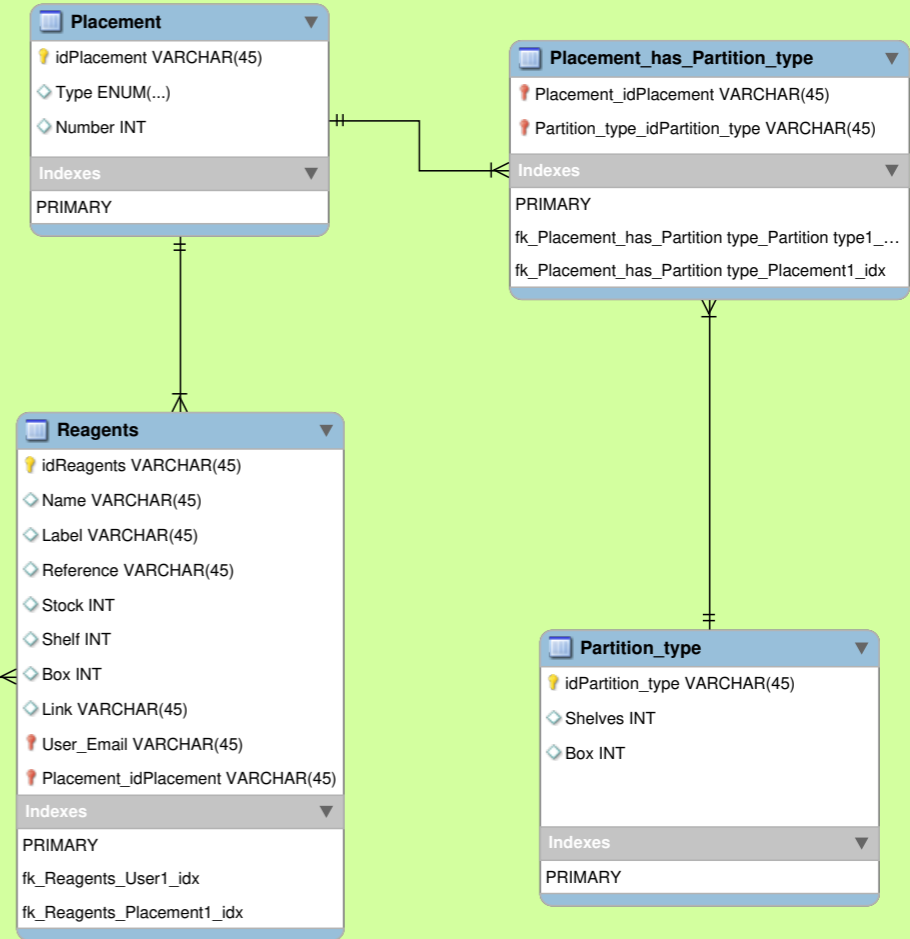 Placement
idPlacement VARCHAR(45)
Type ENUM(...)
Number INT
Indexes
PRIMARY
Placement_has_Partition_type
Placement_idPlacement VARCHAR(45)
Partition_type_idPartition_type VARCHAR(45)
Indexes
PRIMARY
fk_Placement_has_Partition type_Partition type1_...
fk_Placement_has_Partition type_Placement1_idx
Reagents
idReagents VARCHAR(45)
Name VARCHAR(45)
Label VARCHAR(45)
Reference VARCHAR(45)
Stock INT
Shelf INT
Box INT
Link VARCHAR(45)
User_Email VARCHAR(45)
Placement_idPlacement VARCHAR(45)
Indexes
PRIMARY
fk_Reagents_User1_idx
fk_Reagents_Placement1_idx
Partition_type
idPartition_type VARCHAR(45)
Shelves INT
Box INT
Indexes
PRIMARY